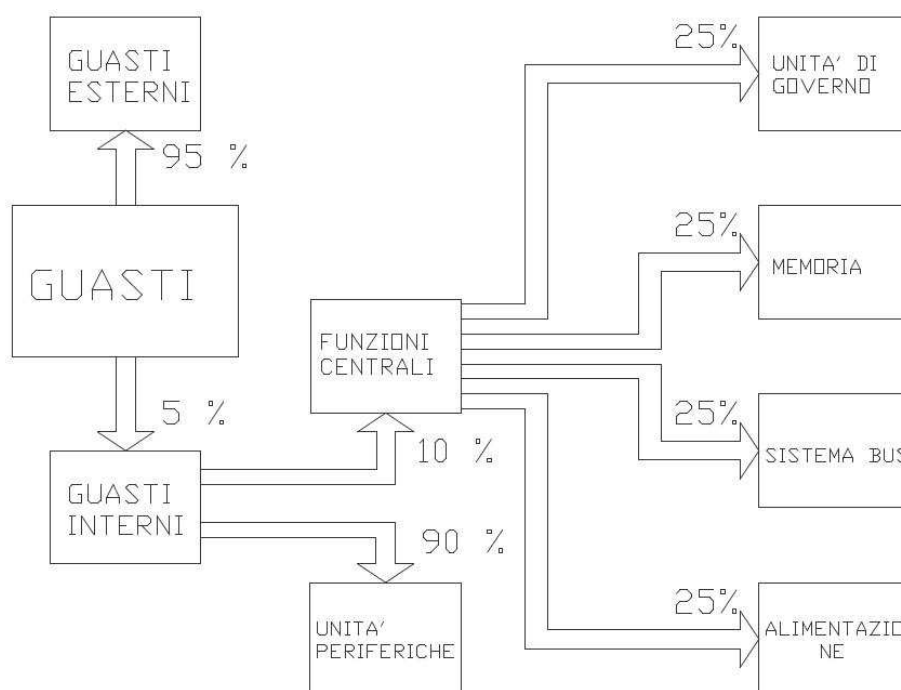 GUASTI
ESTERNI
95 %
GUASTI
5 %
GUASTI
INTERNI
10 %
90 %
FUNZIONI
CENTRALI
UNITA' 
PERIFERICHE
25%
UNITA' DI
GOVERNO
25%
MEMORIA
25%
SISTEMA BUS
25%
ALIMENTAZIO
NE